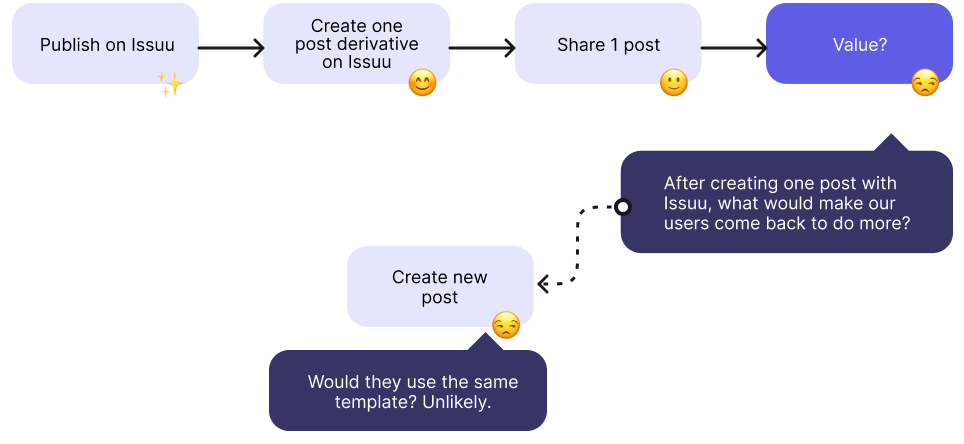 Publish on Issuu
Create one
post derivative
on Issuu
Share 1 post
Value?
After creating one post with
Issuu, what would make our
users come back to do more?
Create new
post
Would they use the same
template? Unlikely.